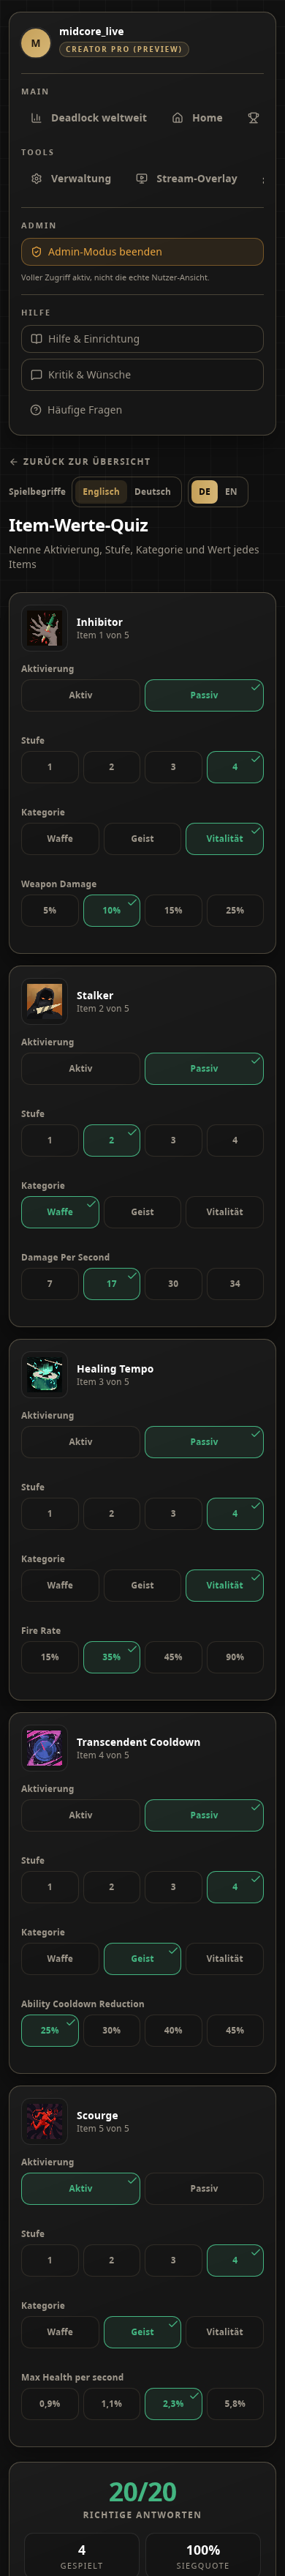 M
midcore_live
CREATOR PRO (PREVIEW)
MAIN
Deadlock weltweit
Home
TOOLS
Verwaltung
Stream-Overlay
ADMIN
Admin-Modus beenden
Voller Zugriff aktiv, nicht die echte Nutzer-Ansicht.
HILFE
Hilfe & Einrichtung
Kritik & Wünsche
Häufige Fragen
← ZURÜCK ZUR ÜBERSICHT
Spielbegriffe Englisch Deutsch DE EN
Item-Werte-Quiz
Nenne Aktivierung, Stufe, Kategorie und Wert jedes
Items
Inhibitor
Item 1 von 5
Aktivierung
Aktiv Passiv
Stufe
1 2 3 4
Kategorie
Waffe Geist Vitalität
Weapon Damage
5% 10% 15% 25%
Stalker
Item 2 von 5
Aktivierung
Aktiv Passiv
Stufe
1 2 3 4
Kategorie
Waffe Geist Vitalität
Damage Per Second
7 17 30 34
Healing Tempo
Item 3 von 5
Aktivierung
Aktiv Passiv
Stufe
1 2 3 4
Kategorie
Waffe Geist Vitalität
Fire Rate
15% 35% 45% 90%
Transcendent Cooldown
Item 4 von 5
Aktivierung
Aktiv Passiv
Stufe
1 2 3 4
Kategorie
Waffe Geist Vitalität
Ability Cooldown Reduction
25% 30% 40% 45%
Scourge
Item 5 von 5
Aktivierung
Aktiv Passiv
Stufe
1 2 3 4
Kategorie
Waffe Geist Vitalität
Max Health per second
0,9% 1,1% 2,3% 5,8%
20/20
RICHTIGE ANTWORTEN
4 100%
GESPIELT SIEGQUOTE